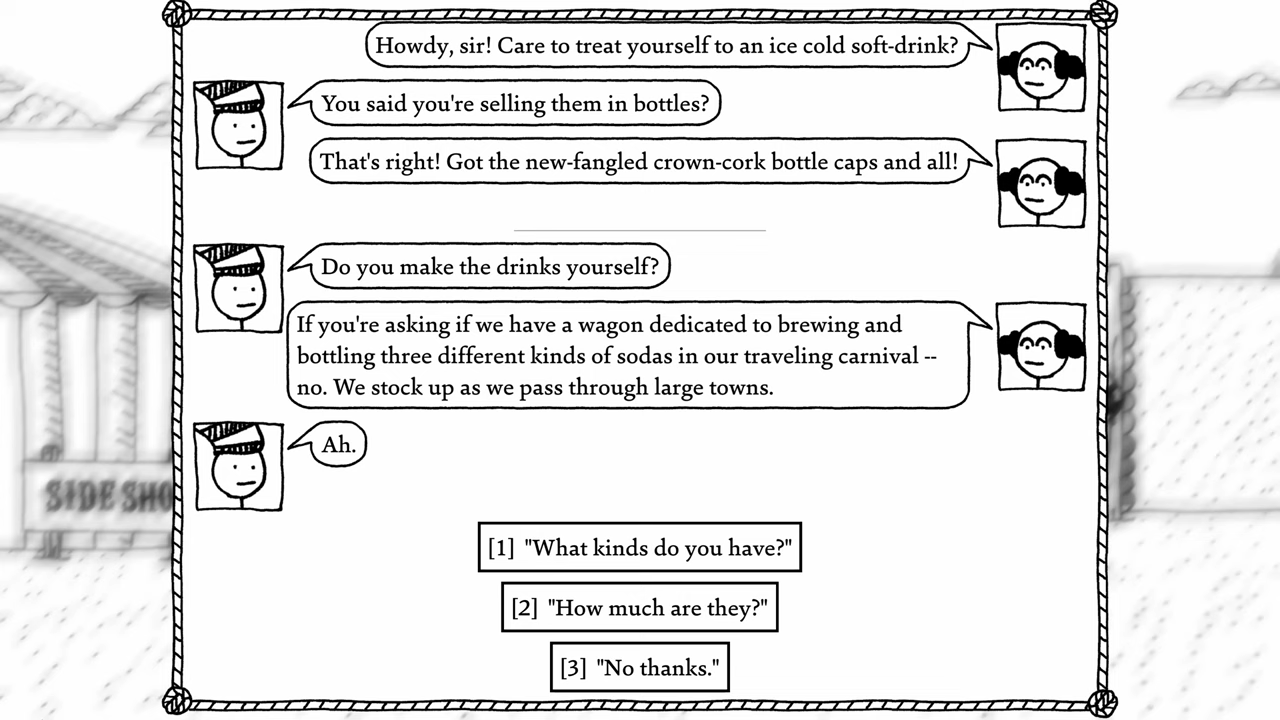 Howdy, sir! Care to treat yourself to an ice cold soft-drink?
You said you're selling them in bottles?
That's right! Got the new-fangled crown-cork bottle caps and all!
Do you make the drinks yourself?
If you're asking if we have a wagon dedicated to brewing and
bottling three different kinds of sodas in our traveling carnival --
no. We stock up as we pass through large towns.
Ah.
SIDE SHO
[1] "What kinds do you have?"
[2] "How much are they?"
[3] "No thanks."